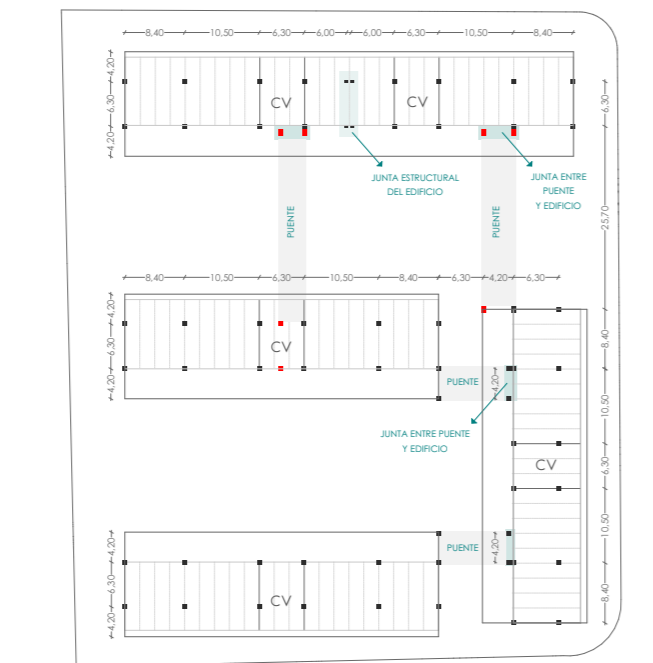 8,40 10,50 6,30 6,00 6,00 6,30 10,50 8,40
4,20
6,30
4,20
CV
CV
6,30
JUNTA ESTRUCTURAL
DEL EDIFICIO
JUNTA ENTRE
PUENTE
Y EDIFICIO
PUENTE
PUENTE
25,70
8,40 10,50 6,30 10,50 8,40 6,30 4,20 6,30
4,20
6,30
4,20
CV
8,40
PUENTE
4,20
10,50
JUNTA ENTRE PUENTE
Y EDIFICIO
CV
6,30
10,50
PUENTE
4,20
4,20
6,30
4,20
CV
8,40